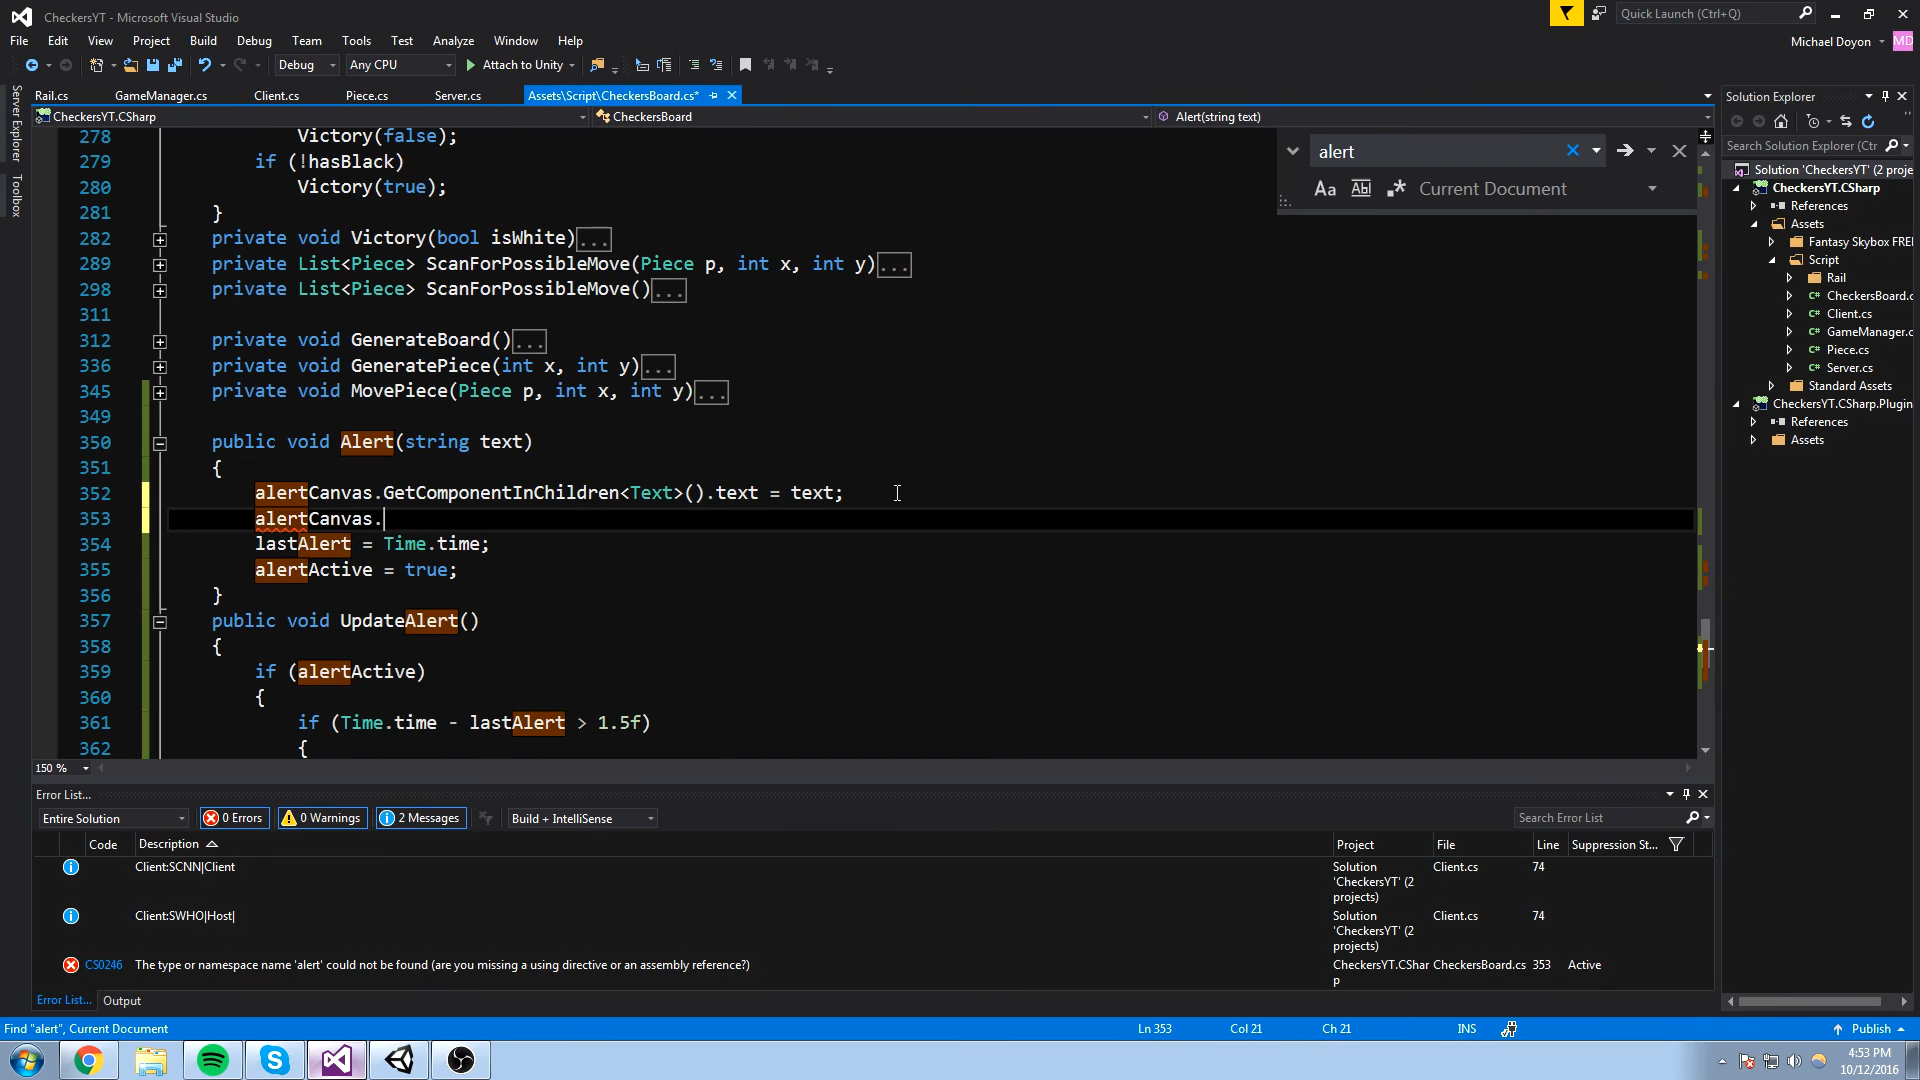 CheckersYT - Microsoft Visual Studio
Quick Launch (Ctrl+Q)
File Edit View Project Build Debug Team Tools Test Analyze Window Help
Michael Doyon MD
Debug Any CPU Attach to Unity
Rail.cs GameManager.cs Client.cs Piece.cs Server.cs Assets\Script\CheckersBoard.cs*
CheckersYT.CSharp CheckersBoard Alert(string text)
Server Explorer
Toolbox
278 Victory(false);
279 if (!hasBlack)
280 Victory(true);
281 }
282 private void Victory(bool isWhite)...
289 private List<Piece> ScanForPossibleMove(Piece p, int x, int y)...
298 private List<Piece> ScanForPossibleMove()...
311
312 private void GenerateBoard()...
336 private void GeneratePiece(int x, int y)...
345 private void MovePiece(Piece p, int x, int y)...
349
350 public void Alert(string text)
351 {
352 alertCanvas.GetComponentInChildren<Text>().text = text;
353 alertCanvas.
354 lastAlert = Time.time;
355 alertActive = true;
356 }
357 public void UpdateAlert()
358 {
359 if (alertActive)
360 {
361 if (Time.time - lastAlert > 1.5f)
362 {
alert
Aa Abl Current Document
150 %
Solution Explorer
Search Solution Explorer (Ctr
Solution 'CheckersYT' (2 proje
CheckersYT.CSharp
References
Assets
Fantasy Skybox FREE
Script
Rail
CheckersBoard.c
Client.cs
GameManager.c
Piece.cs
Server.cs
Standard Assets
CheckersYT.CSharp.Plugin
References
Assets
Error List...
Entire Solution 0 Errors 0 Warnings 2 Messages Build + IntelliSense Search Error List
Code Description Project File Line Suppression St...
Client:SCNN|Client Solution 'CheckersYT' (2 projects) Client.cs 74
Client:SWHO|Host| Solution 'CheckersYT' (2 projects) Client.cs 74
CS0246 The type or namespace name 'alert' could not be found (are you missing a using directive or an assembly reference?) CheckersYT.CSharp CheckersBoard.cs 353 Active
Error List... Output
Find "alert", Current Document Ln 353 Col 21 Ch 21 INS Publish
4:53 PM
10/12/2016